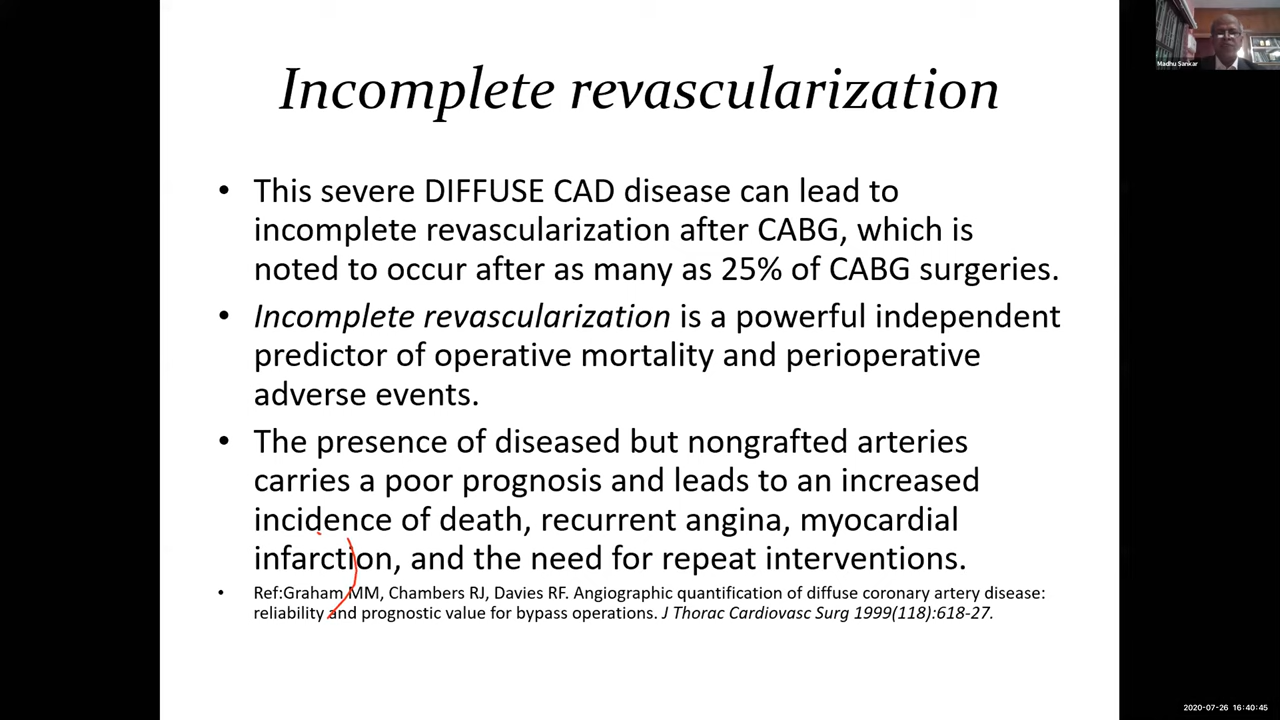 Madhu Sankar
Incomplete revascularization
• This severe DIFFUSE CAD disease can lead to
incomplete revascularization after CABG, which is
noted to occur after as many as 25% of CABG surgeries.
• Incomplete revascularization is a powerful independent
predictor of operative mortality and perioperative
adverse events.
• The presence of diseased but nongrafted arteries
carries a poor prognosis and leads to an increased
incidence of death, recurrent angina, myocardial
infarction, and the need for repeat interventions.
• Ref:Graham MM, Chambers RJ, Davies RF. Angiographic quantification of diffuse coronary artery disease:
reliability and prognostic value for bypass operations. J Thorac Cardiovasc Surg 1999(118):618-27.
2020-07-26 16:40:45